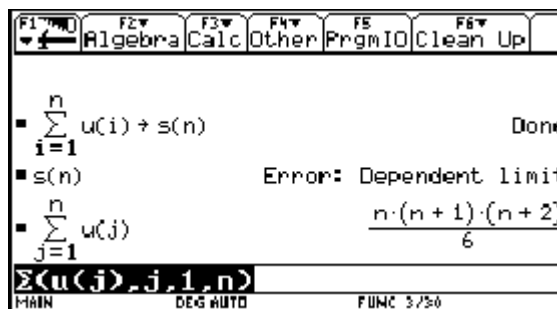 F1 F2 F3 F4 F5 F6
Algebra Calc Other PrgmIO Clean Up
n
∑ u(i) → s(n) Done
i=1
s(n) Error: Dependent limit
n
∑ u(j) n·(n + 1)·(n + 2) / 6
j=1
Σ(u(j),j,1,n)
MAIN DEG AUTO FUNC 3/30